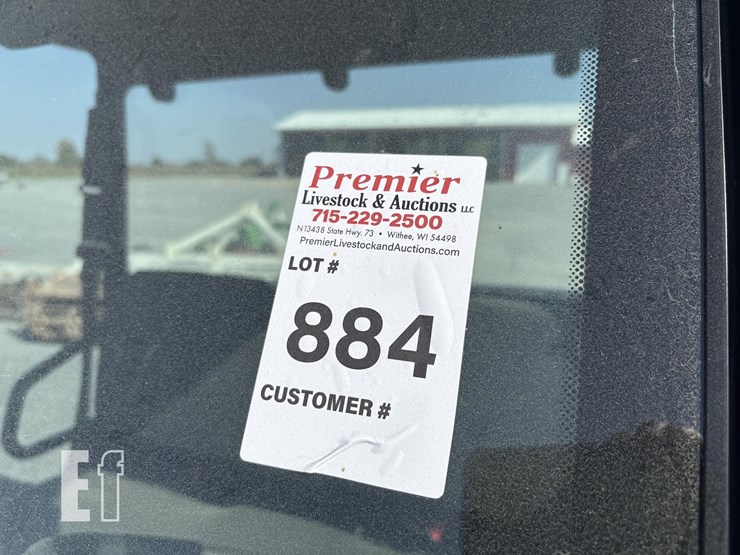 Premier
Livestock & Auctions LLC
715-229-2500
N13438 State Hwy. 73 • Withee, WI 54498
PremierLivestockandAuctions.com
LOT #
884
CUSTOMER #
Ef